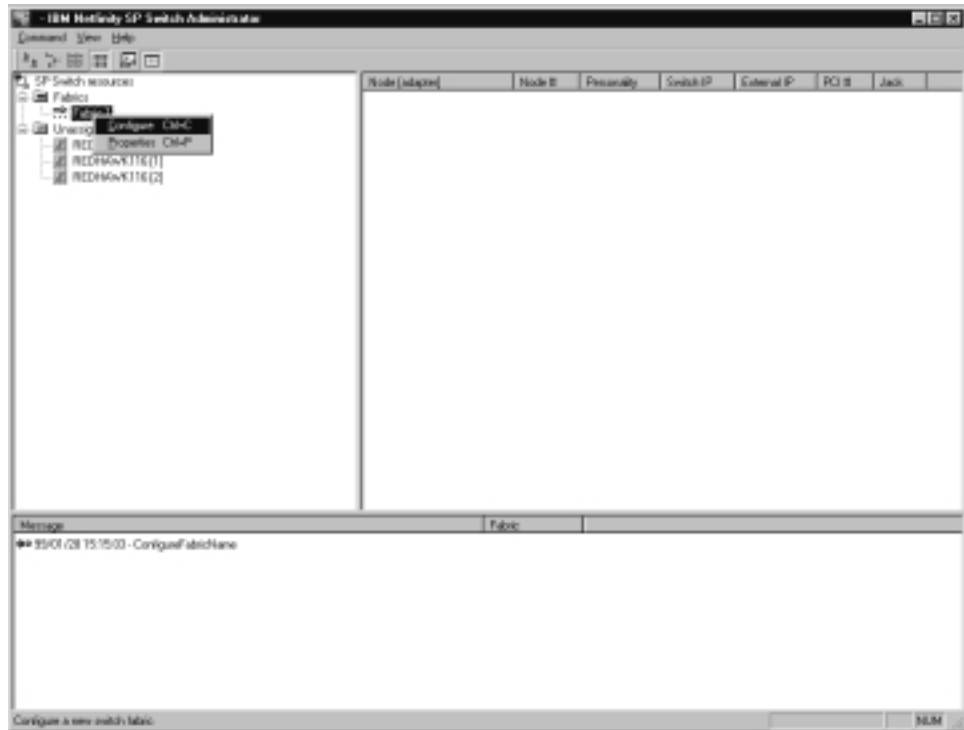 - IBM Netfinity SP Switch Administrator
Command View Help
SP Switch resources
Fabrics
Configure Ctrl+C
Properties Ctrl+P
REDHAWK116[1]
REDHAWK116[2]
Node [adapter] Node # Personality Switch IP External IP PCI # Jack
Message Fabric
99/01/28 15:15:03 - ConfigureFabricName
Configure a new switch fabric
NUM